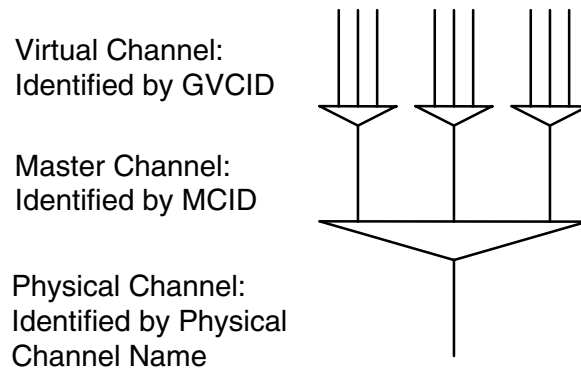 Virtual Channel:
Identified by GVCID
Master Channel:
Identified by MCID
Physical Channel:
Identified by Physical
Channel Name